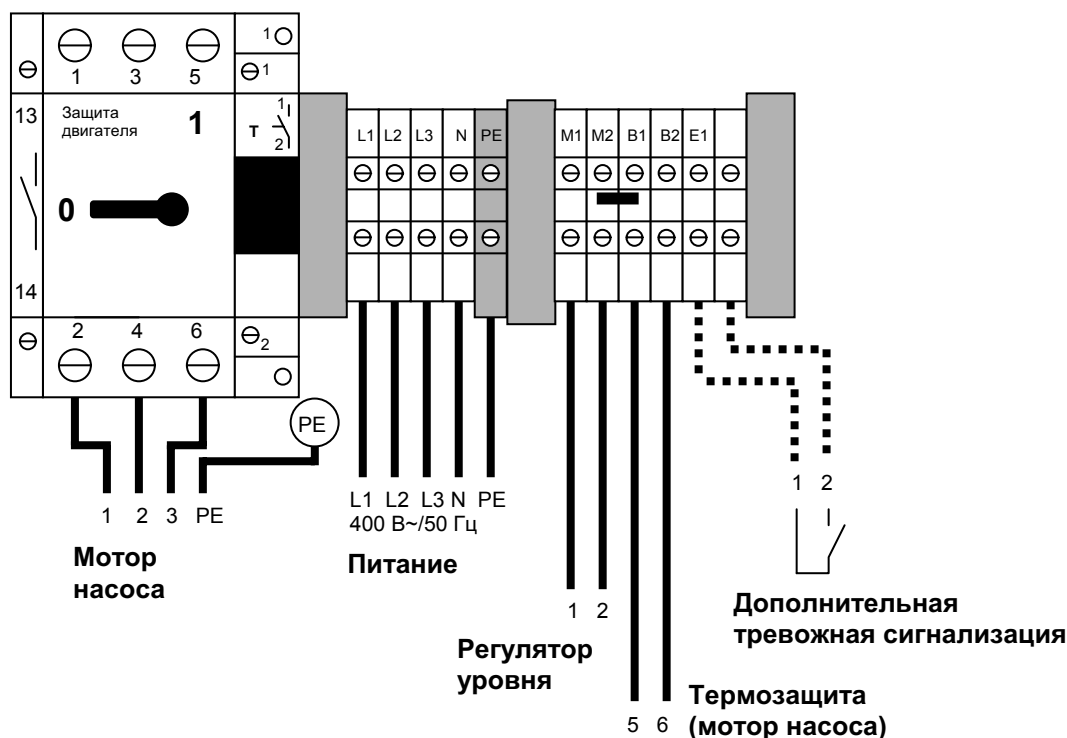 1
1 3 5
1
13
Защита
двигателя
1
T
1
2
0
14
2 4 6
2
L1 L2 L3 N PE
M1 M2 B1 B2 E1
PE
1 2 3 PE
Мотор
насоса
L1 L2 L3 N PE
400 В~/50 Гц
Питание
1 2
Регулятор
уровня
5 6
Термозащита
(мотор насоса)
1 2
Дополнительная
тревожная сигнализация